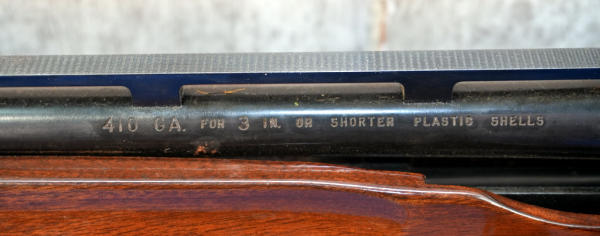 410 GA. FOR 3 IN. OR SHORTER PLASTIC SHELLS